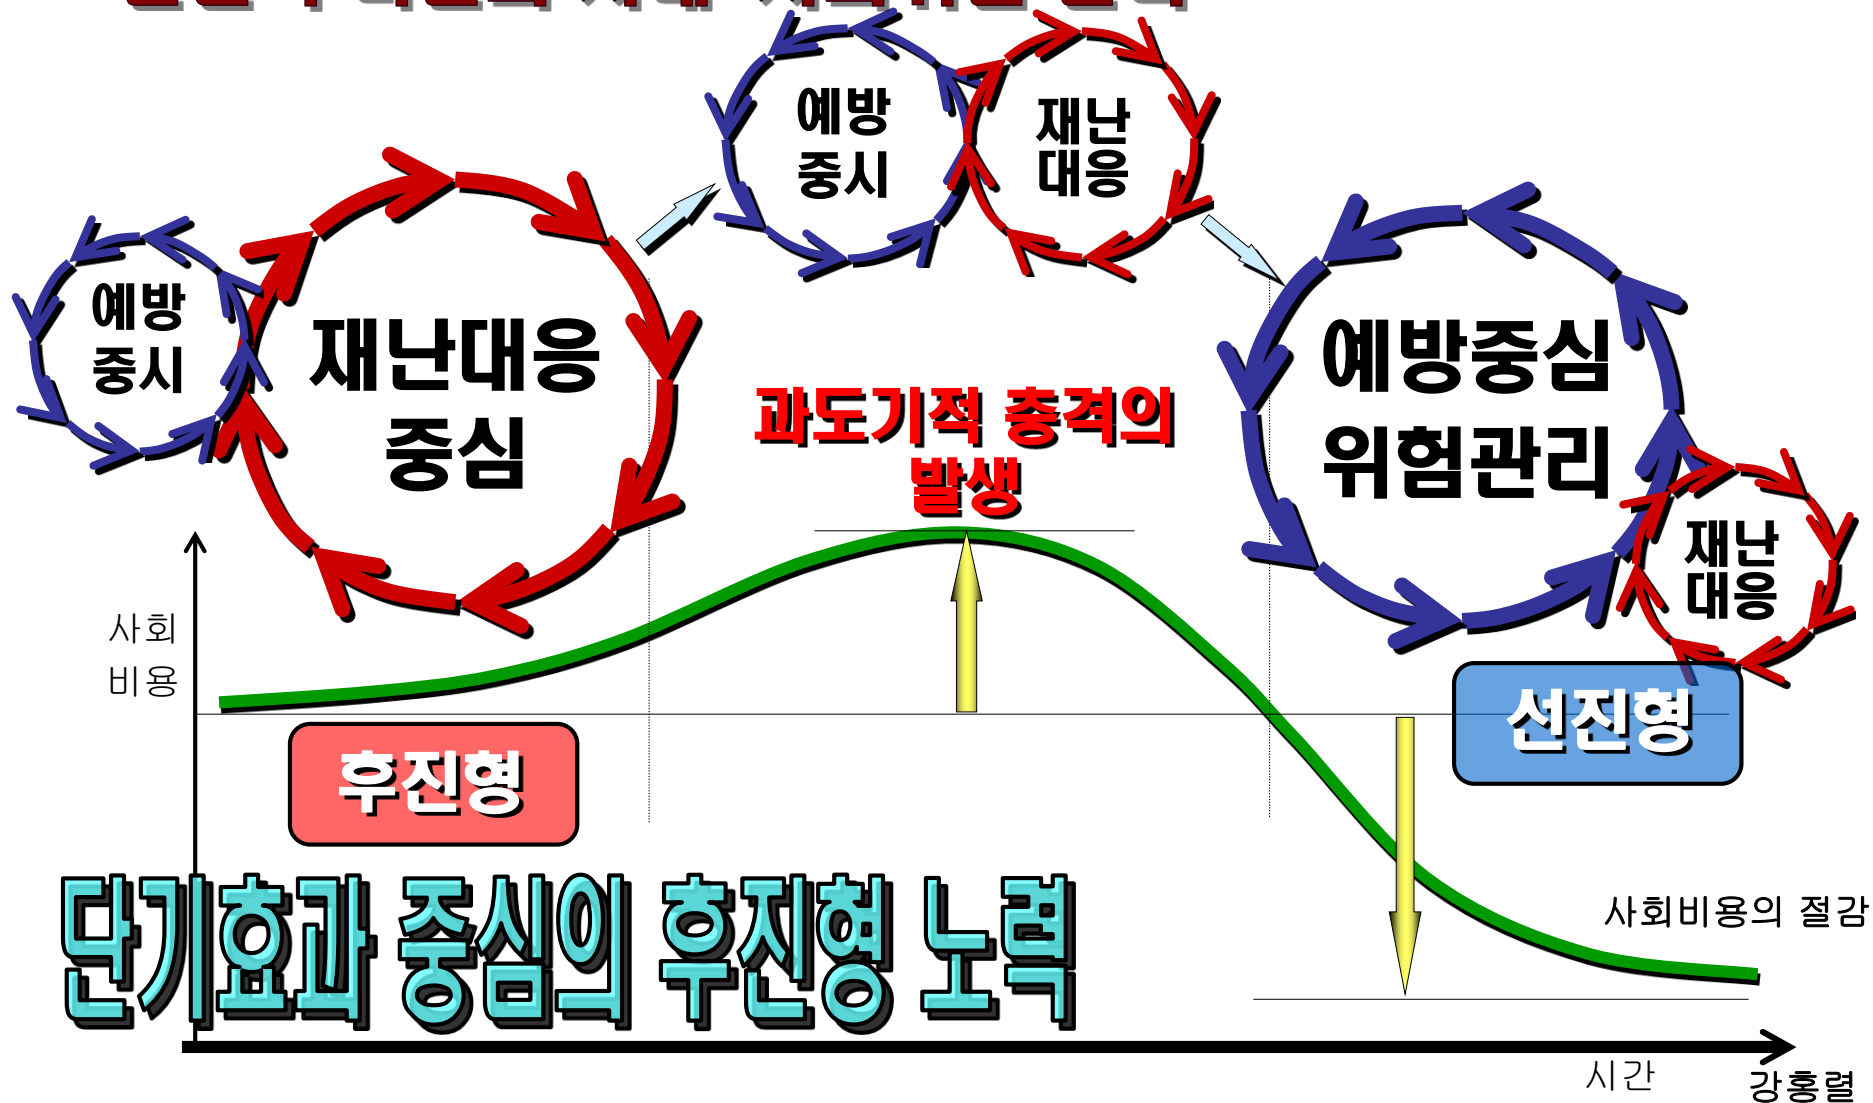 예방
중시
재난
대응
예방
중시
재난대응
중심
예방중심
위험관리
과도기적 충격의
발생
재난
대응
사회
비용
선진형
후진형
단기효과 중심의 후진형 노력
사회비용의 절감
시간
강홍렬